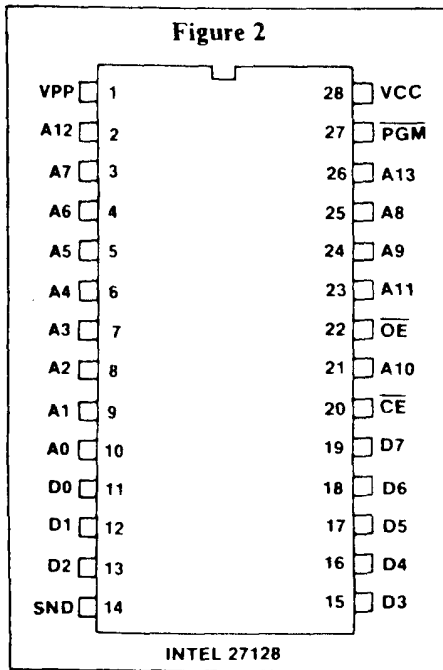 Figure 2
VPP 1 28 VCC
A12 2 27 PGM
A7 3 26 A13
A6 4 25 A8
A5 5 24 A9
A4 6 23 A11
A3 7 22 OE
A2 8 21 A10
A1 9 20 CE
A0 10 19 D7
D0 11 18 D6
D1 12 17 D5
D2 13 16 D4
SND 14 15 D3
INTEL 27128